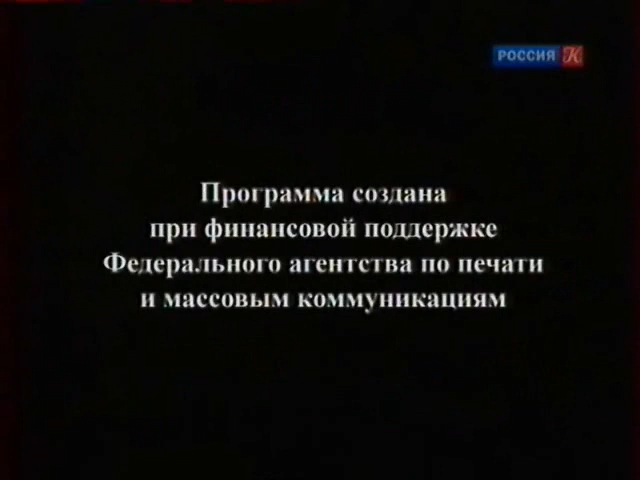 РОССИЯ К
Программа создана
при финансовой поддержке
Федерального агентства по печати
и массовым коммуникациям